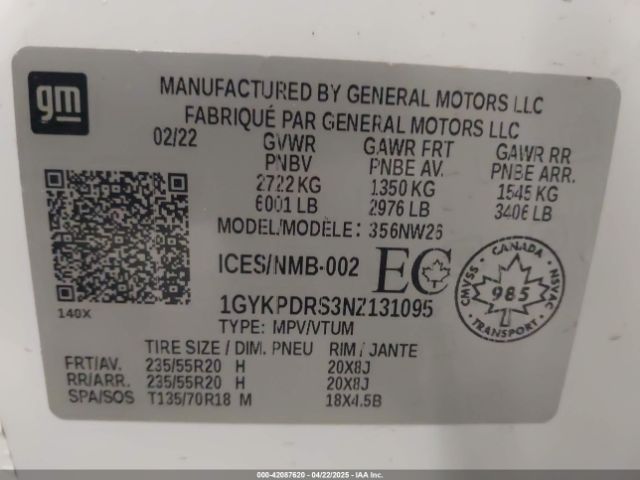 gm
MANUFACTURED BY GENERAL MOTORS LLC
FABRIQUÉ PAR GENERAL MOTORS LLC
02/22 GVWR GAWR FRT GAWR RR
PNBV PNBE AV. PNBE ARR.
2722 KG 1350 KG 1545 KG
6001 LB 2976 LB 3406 LB
MODEL/MODÈLE: 356NW26
ICES/NMB-002 EC
CANADA CMVSS 985 NSVAC TRANSPORT
140X
1GYKPDRS3NZ131095
TYPE: MPV/VTUM
TIRE SIZE / DIM. PNEU RIM / JANTE
FRT/AV. 235/55R20 H 20X8J
RR/ARR. 235/55R20 H 20X8J
SPA/SOS T135/70R18 M 18X4.5B
000-42087620 - 04/22/2025 - IAA Inc.